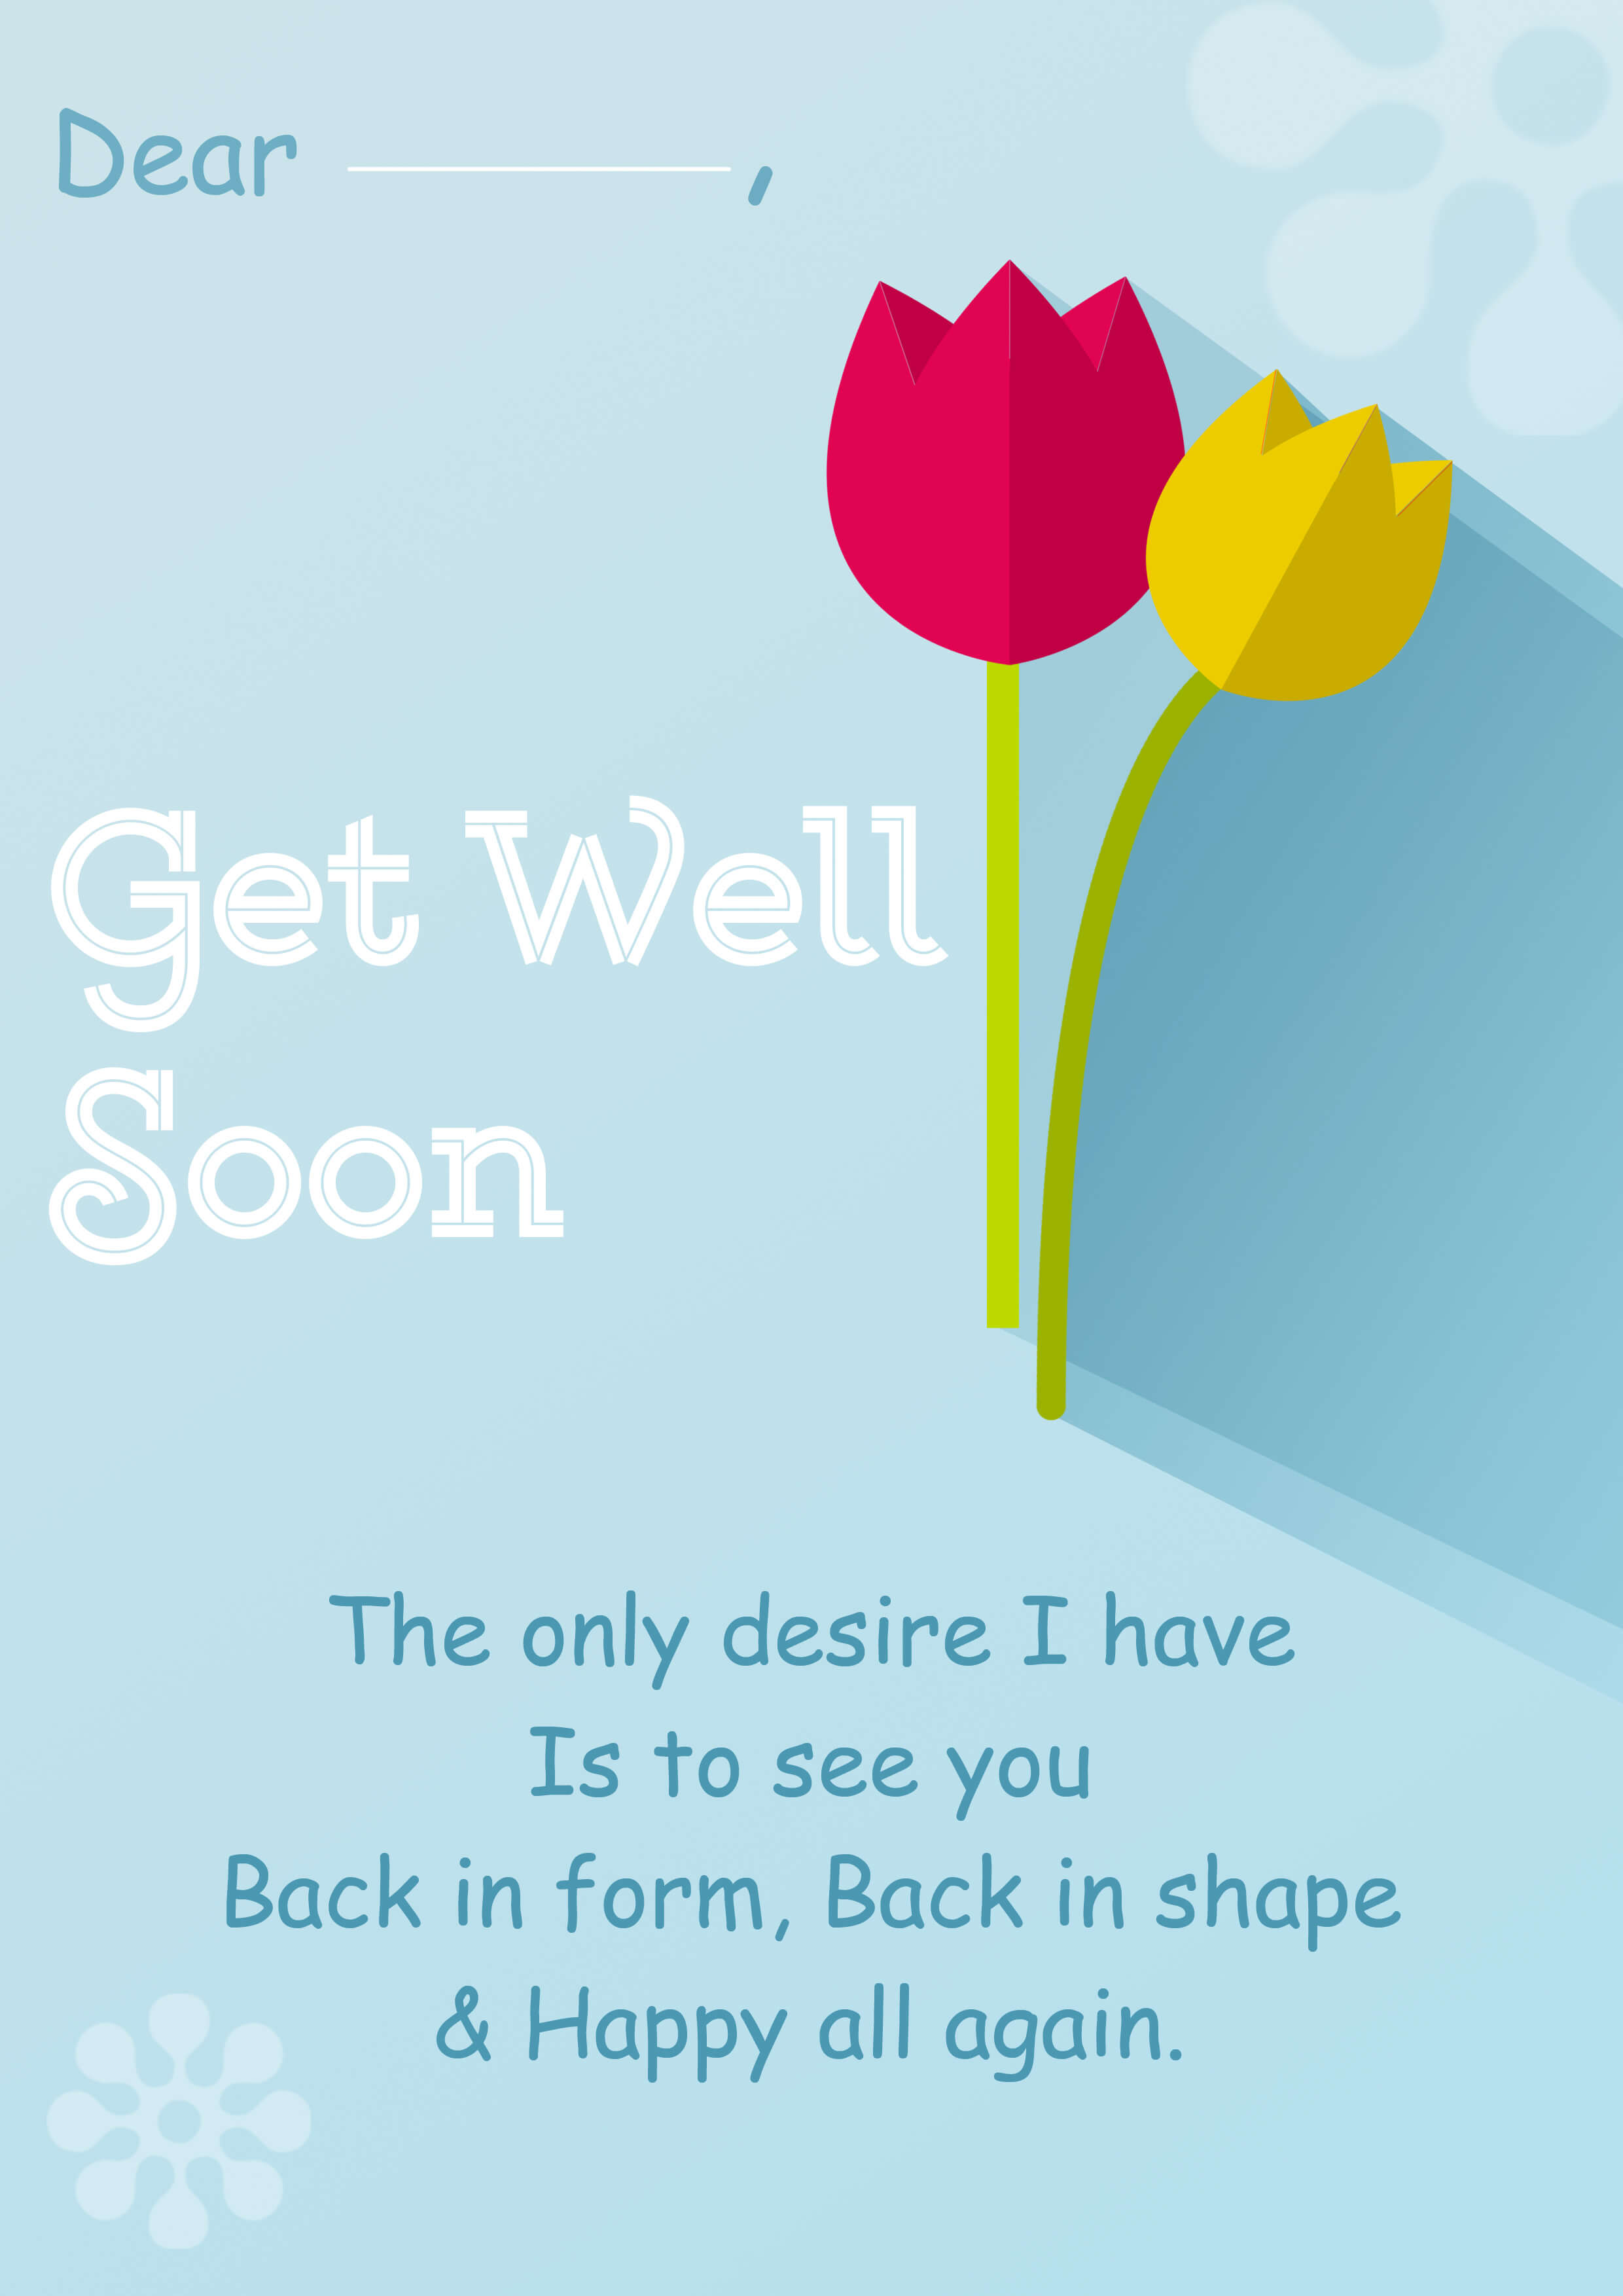 Dear __________,
Get Well
Soon
The only desire I have
Is to see you
Back in form, Back in shape
& Happy all again.